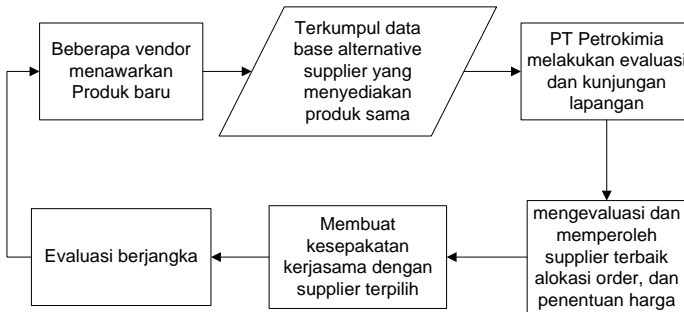 Beberapa vendor
menawarkan
Produk baru
Terkumpul data
base alternative
supplier yang
menyediakan
produk sama
PT Petrokimia
melakukan evaluasi
dan kunjungan
lapangan
mengevaluasi dan
memperoleh
supplier terbaik
alokasi order, dan
penentuan harga
Membuat
kesepakatan
kerjasama dengan
supplier terpilih
Evaluasi berjangka